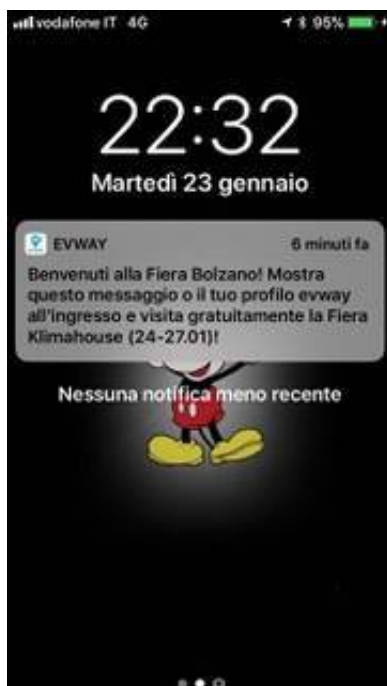 vodafone IT 4G 95%
22:32
Martedì 23 gennaio
EVWAY 6 minuti fa
Benvenuti alla Fiera Bolzano! Mostra
questo messaggio o il tuo profilo evway
all'ingresso e visita gratuitamente la Fiera
Klimahouse (24-27.01)!
Nessuna notifica meno recente